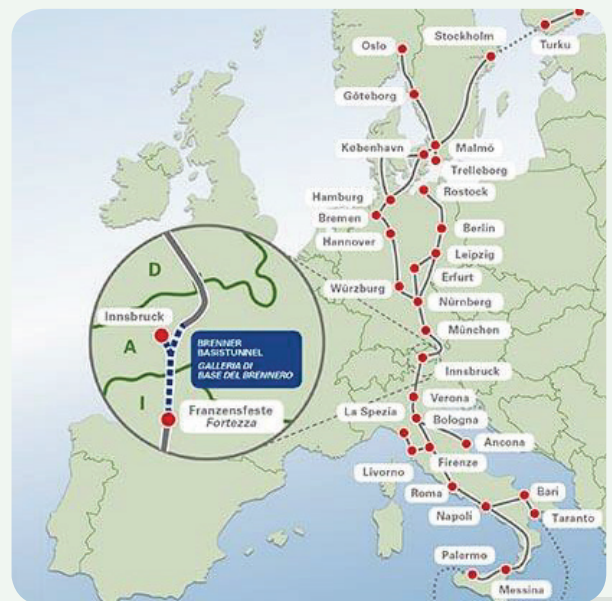 Oslo
Stockholm
Turku
Göteborg
København
Malmö
Trelleborg
Hamburg
Rostock
Bremen
Berlin
Hannover
Leipzig
Erfurt
Würzburg
Nürnberg
München
Innsbruck
Verona
La Spezia
Bologna
Ancona
Livorno
Firenze
Roma
Bari
Napoli
Taranto
Palermo
Messina
D
Innsbruck
A
BRENNER
BASISTUNNEL
GALLERIA DI
BASE DEL BRENNERO
I
Franzensfeste
Fortezza